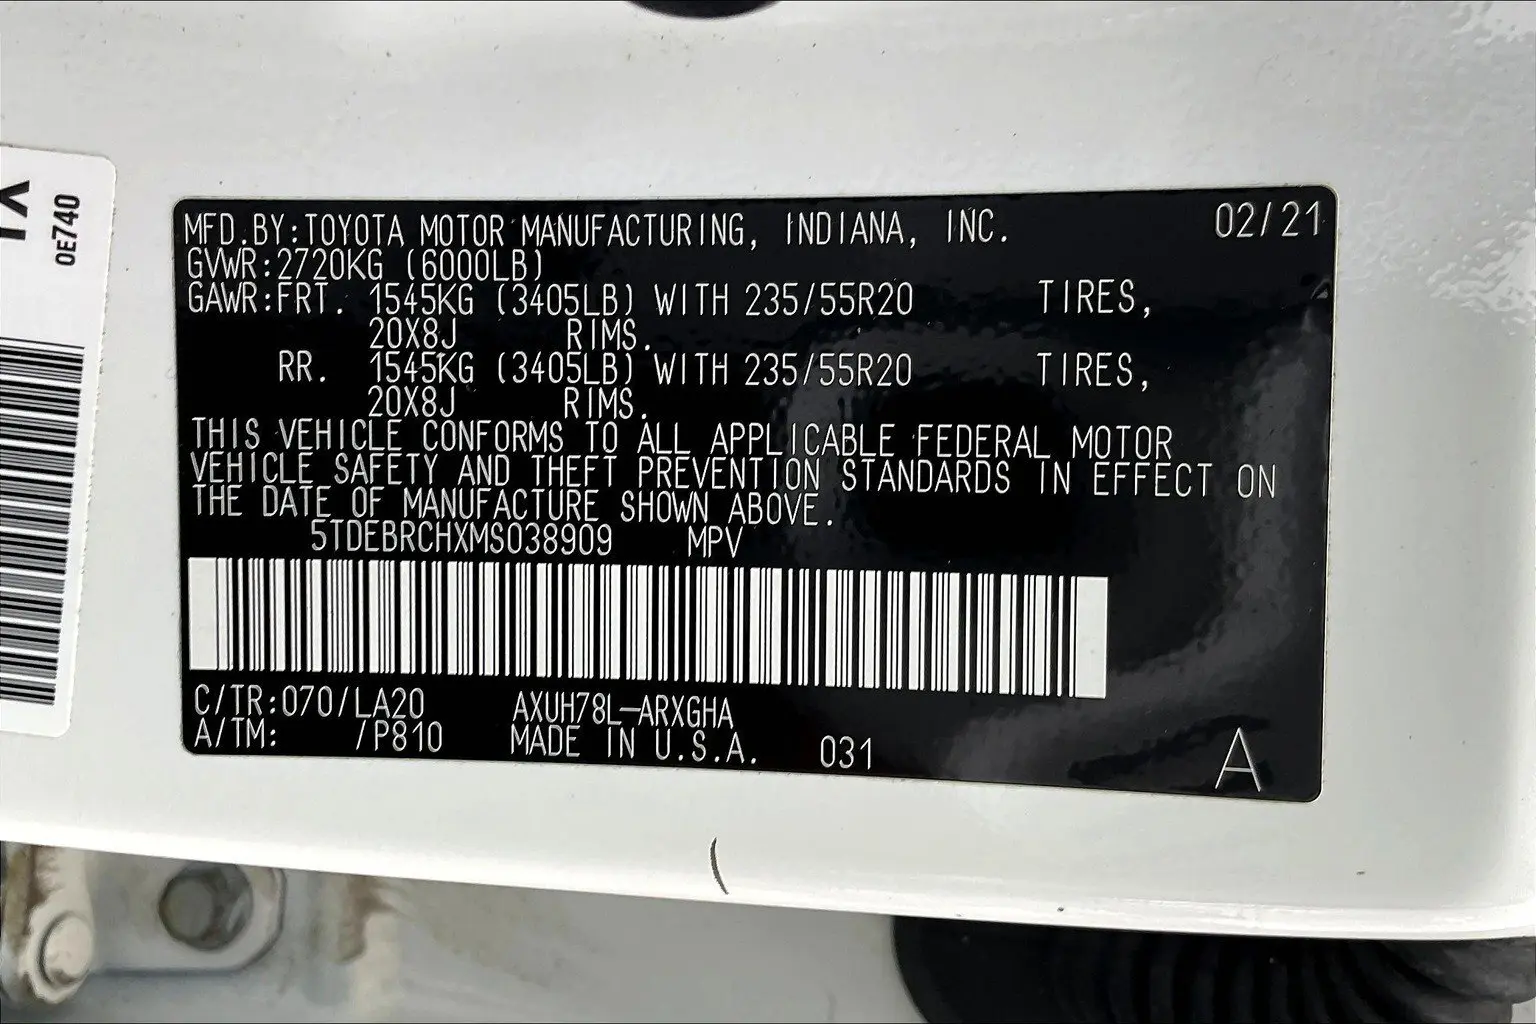 MFD.BY:TOYOTA MOTOR MANUFACTURING, INDIANA, INC. 02/21
GVWR:2720KG (6000LB)
GAWR:FRT. 1545KG (3405LB) WITH 235/55R20 TIRES,
20X8J RIMS.
RR. 1545KG (3405LB) WITH 235/55R20 TIRES,
20X8J RIMS.
THIS VEHICLE CONFORMS TO ALL APPLICABLE FEDERAL MOTOR
VEHICLE SAFETY AND THEFT PREVENTION STANDARDS IN EFFECT ON
THE DATE OF MANUFACTURE SHOWN ABOVE.
5TDEBRCHXMS038909 MPV
C/TR:070/LA20 AXUH78L-ARXGHA
A/TM: /P810 MADE IN U.S.A. 031 A
0E740